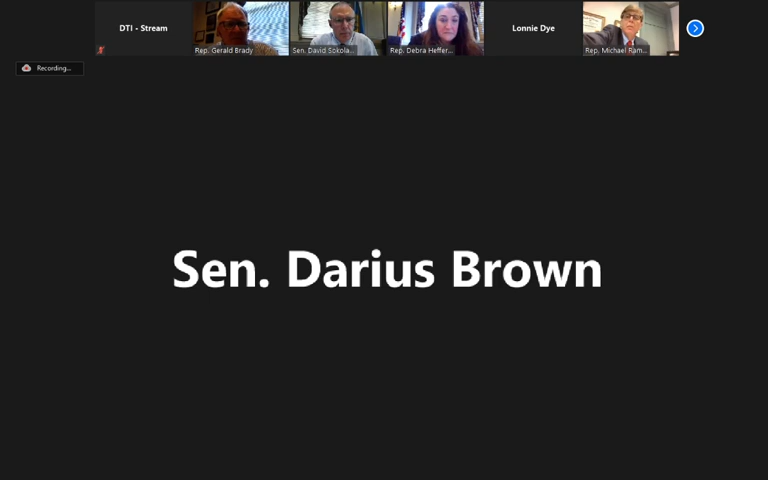 DTI - Stream
Rep. Gerald Brady
Sen. David Sokola...
Rep. Debra Heffer...
Lonnie Dye
Rep. Michael Ram...
Recording...
Sen. Darius Brown